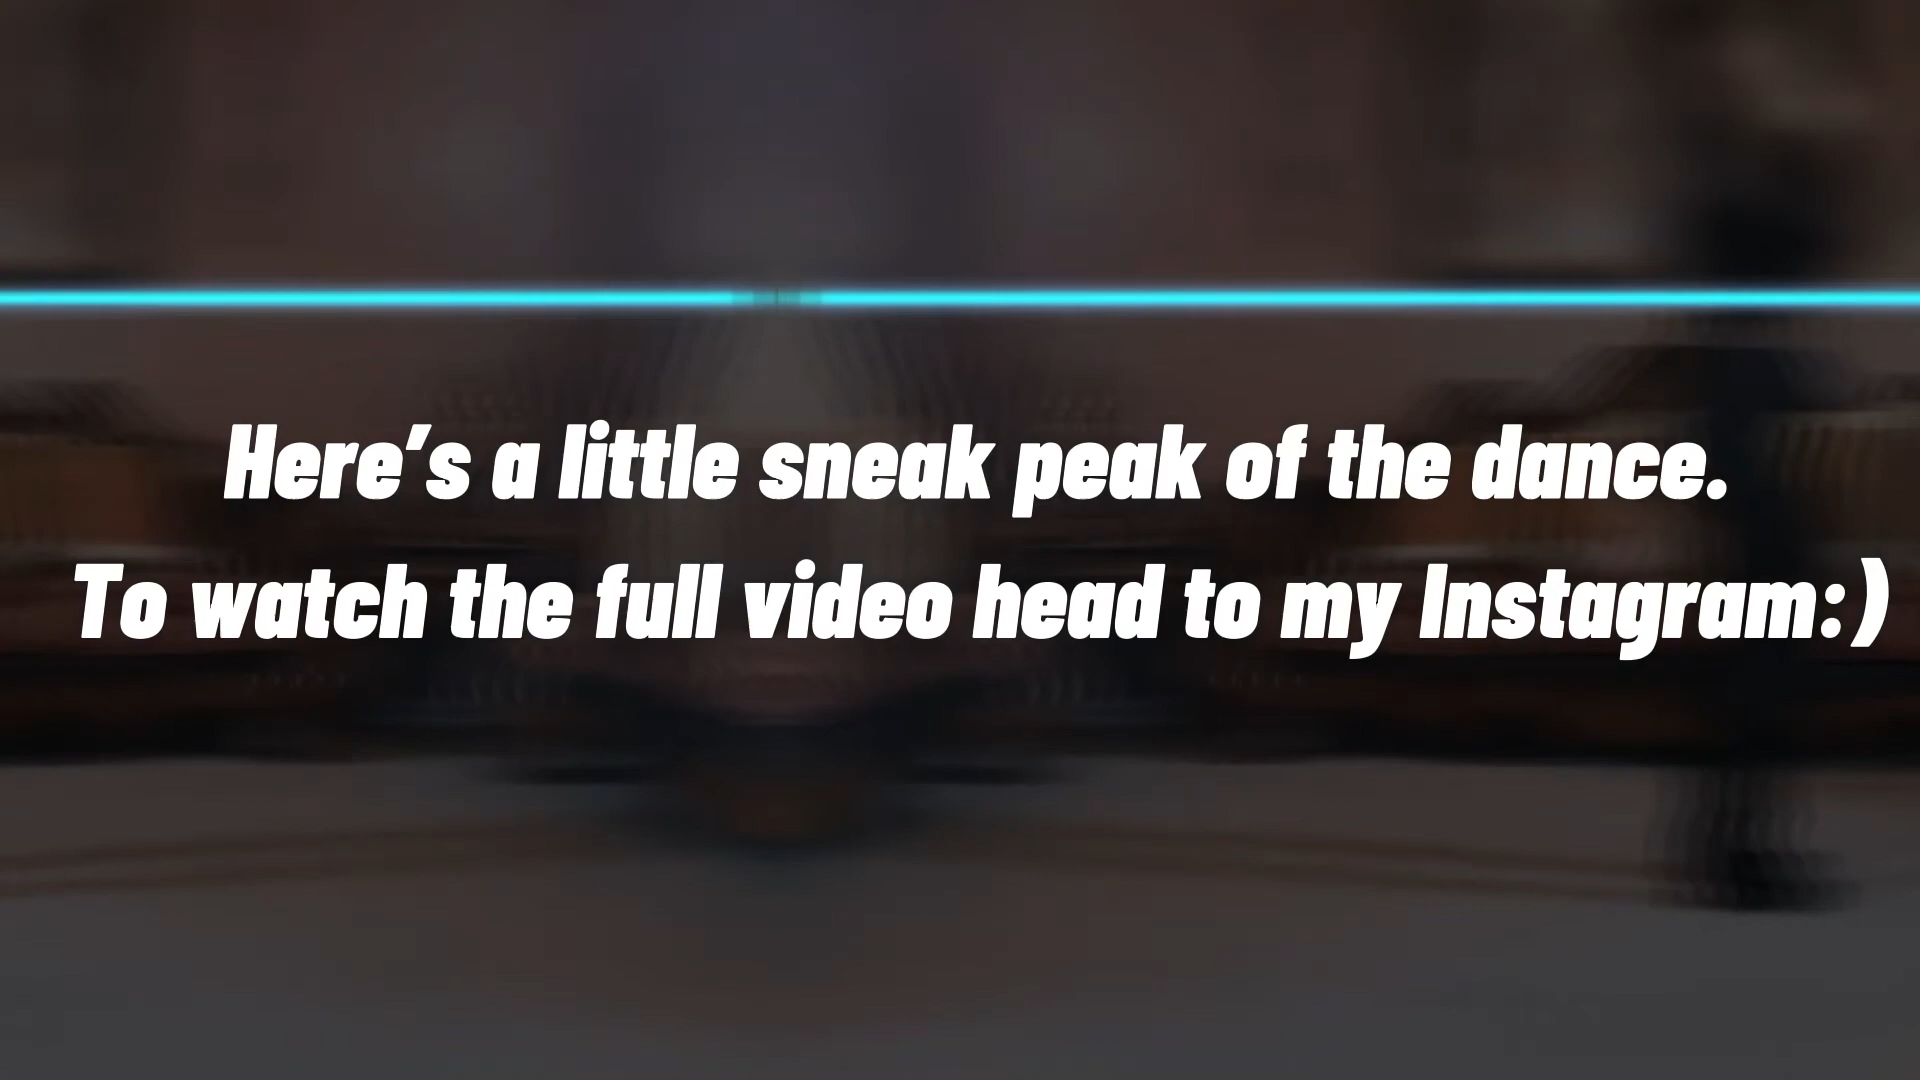 Here's a little sneak peak of the dance.
To watch the full video head to my Instagram:)